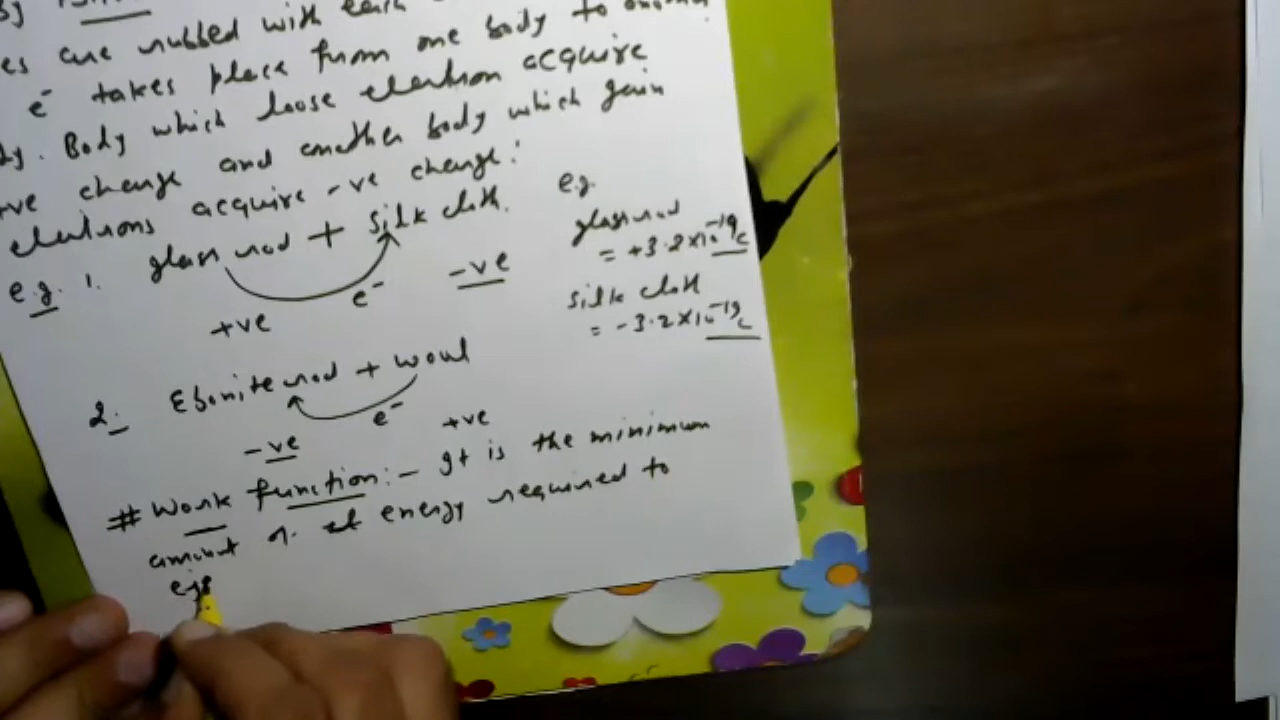 es are rubbed with each
e⁻ takes place from one body to another
dy. Body which loose electron acquire
+ve charge and another body which gain
electrons acquire -ve charge.
e.g. 1. glass rod + silk cloth.
e⁻
+ve -ve
e.g.
glass rod
= +3.2×10⁻¹⁹C
silk cloth
= -3.2×10⁻¹⁹C
2. Ebonite rod + woul
e⁻
-ve +ve
# Work function:- It is the minimum
amount of energy required to
eje